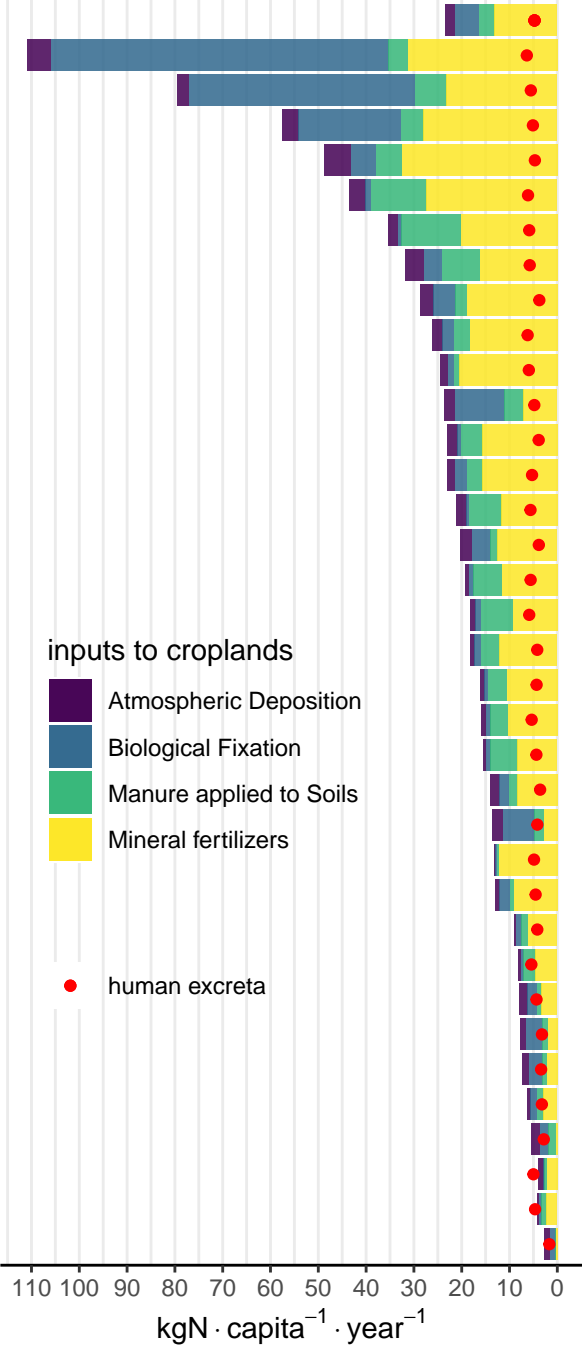 inputs to croplands
Atmospheric Deposition
Biological Fixation
Manure applied to Soils
Mineral fertilizers
human excreta
110 100 90 80 70 60 50 40 30 20 10 0
kgN · capita⁻¹ · year⁻¹